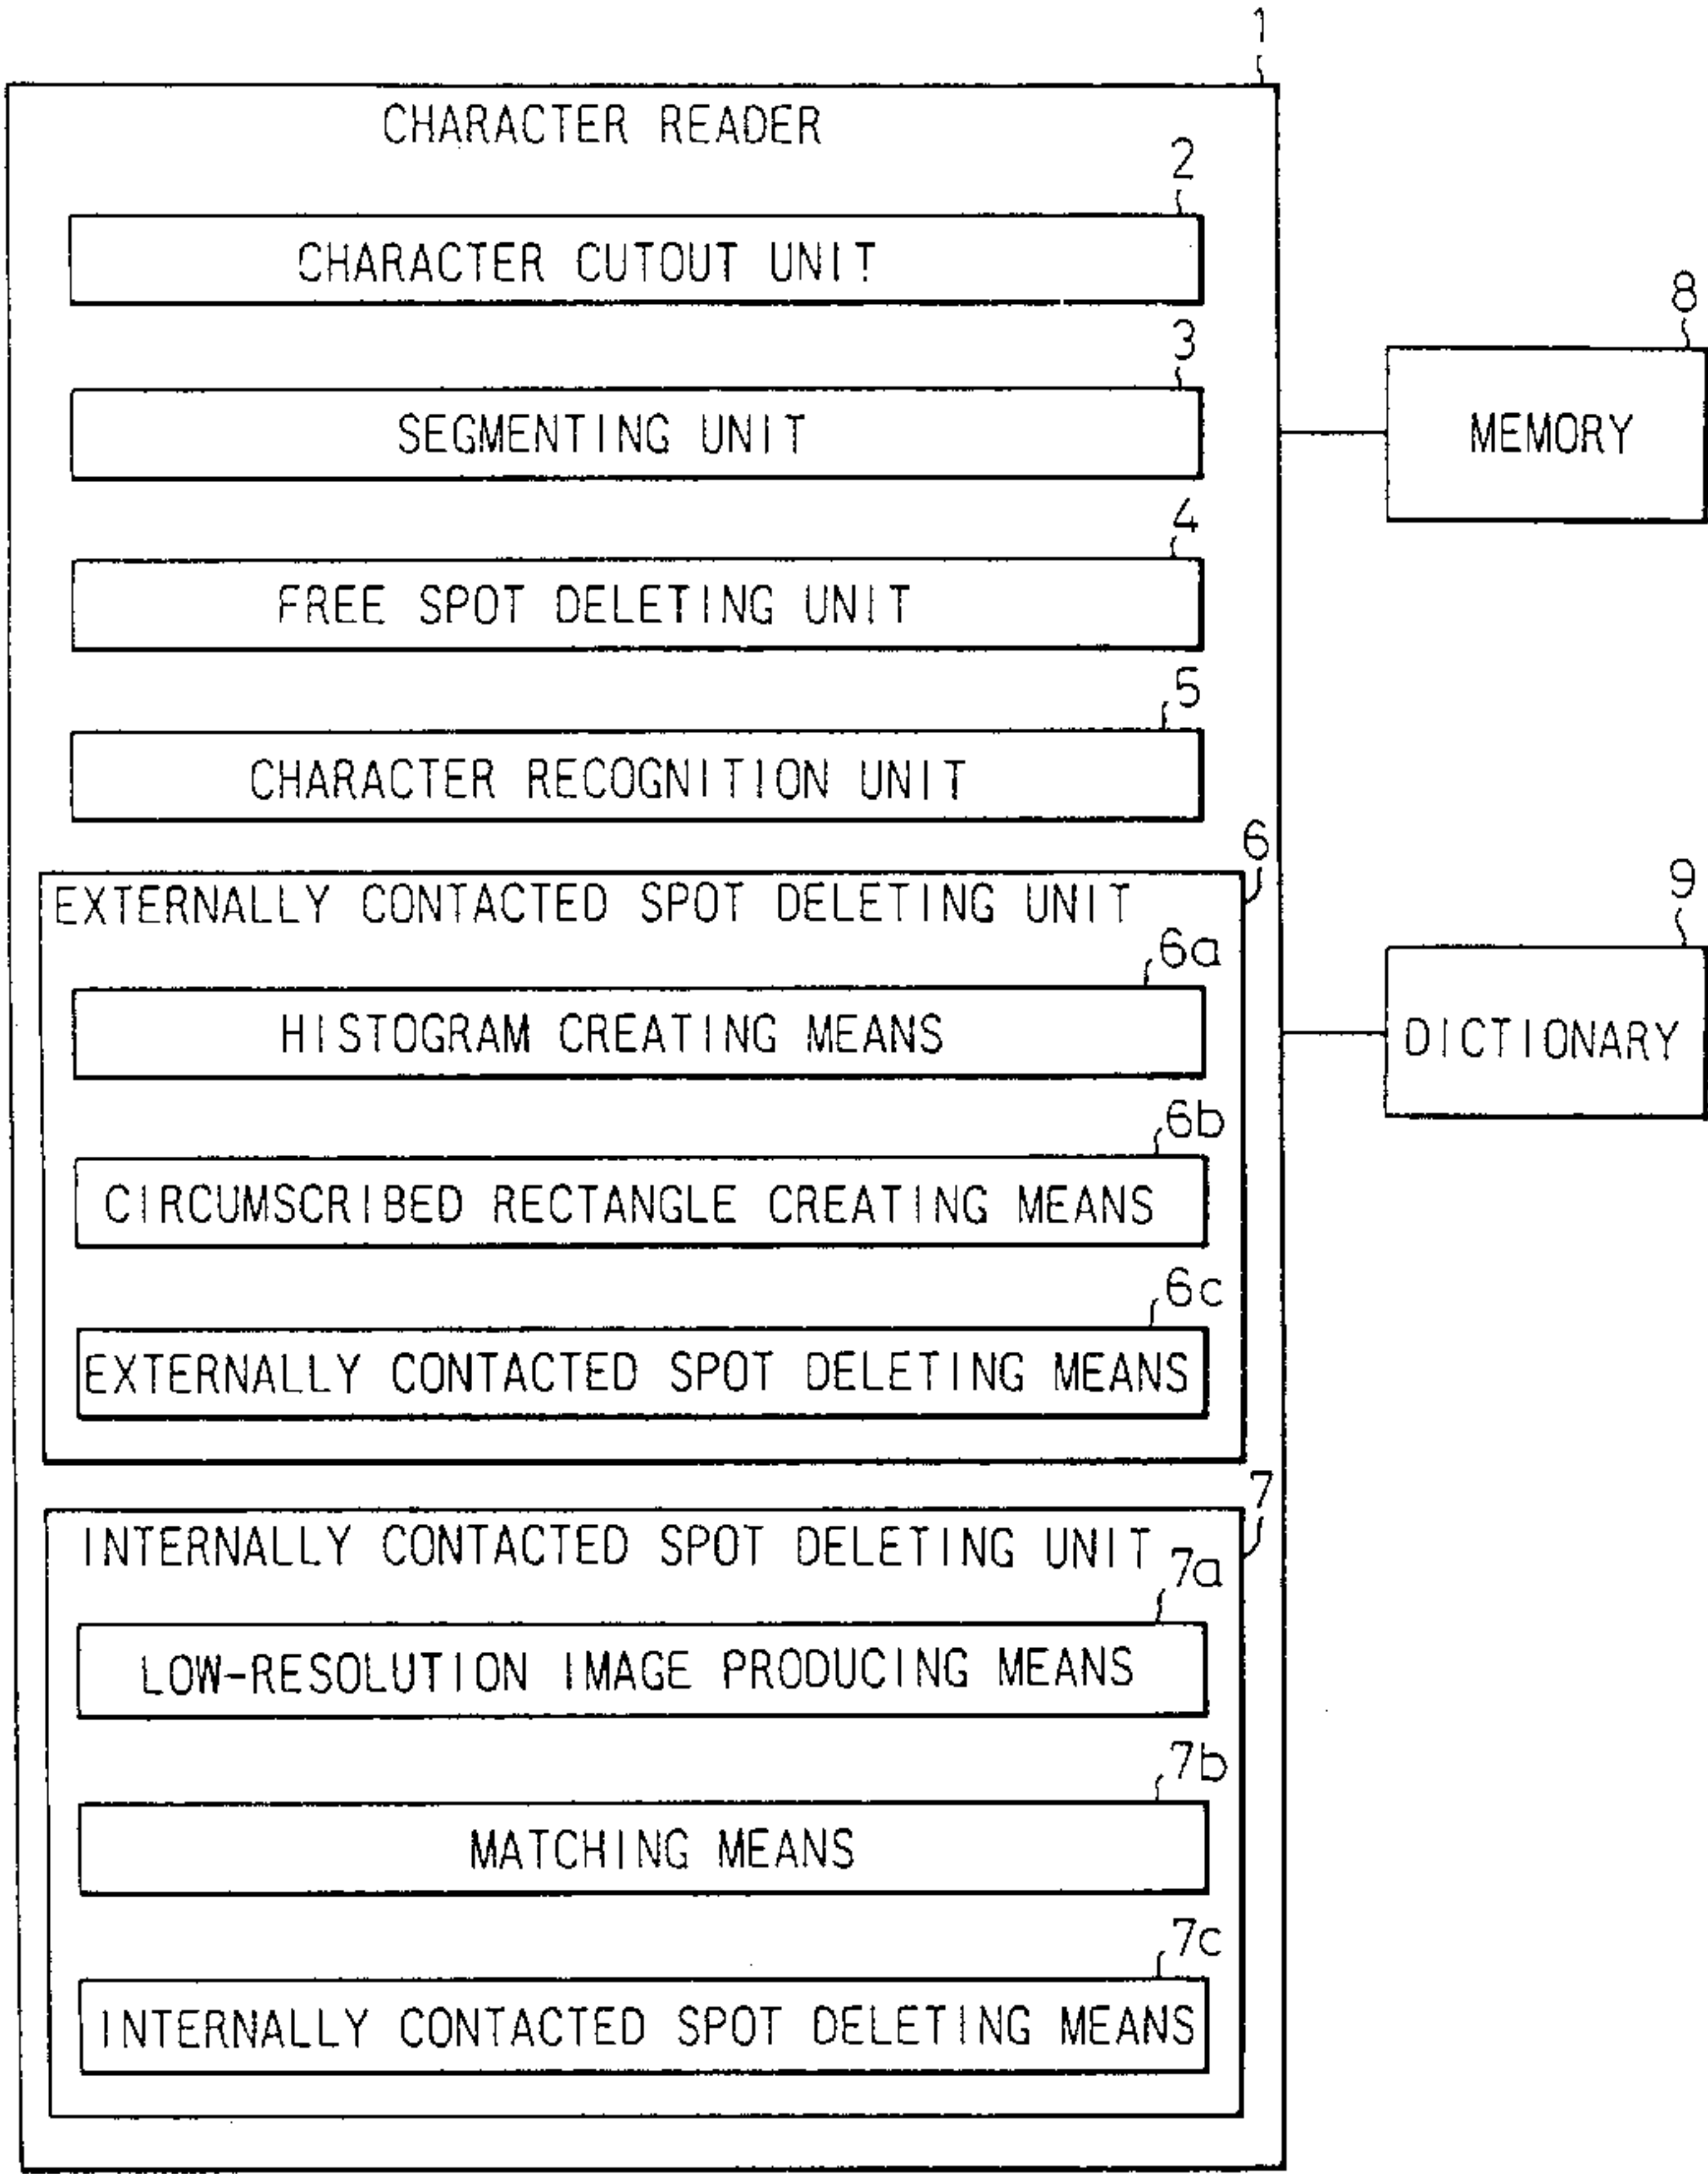 1
CHARACTER READER
2
CHARACTER CUTOUT UNIT
3
SEGMENTING UNIT
8
MEMORY
4
FREE SPOT DELETING UNIT
5
CHARACTER RECOGNITION UNIT
6
EXTERNALLY CONTACTED SPOT DELETING UNIT
9
DICTIONARY
6a
HISTOGRAM CREATING MEANS
6b
CIRCUMSCRIBED RECTANGLE CREATING MEANS
6c
EXTERNALLY CONTACTED SPOT DELETING MEANS
7
INTERNALLY CONTACTED SPOT DELETING UNIT
7a
LOW-RESOLUTION IMAGE PRODUCING MEANS
7b
MATCHING MEANS
7c
INTERNALLY CONTACTED SPOT DELETING MEANS